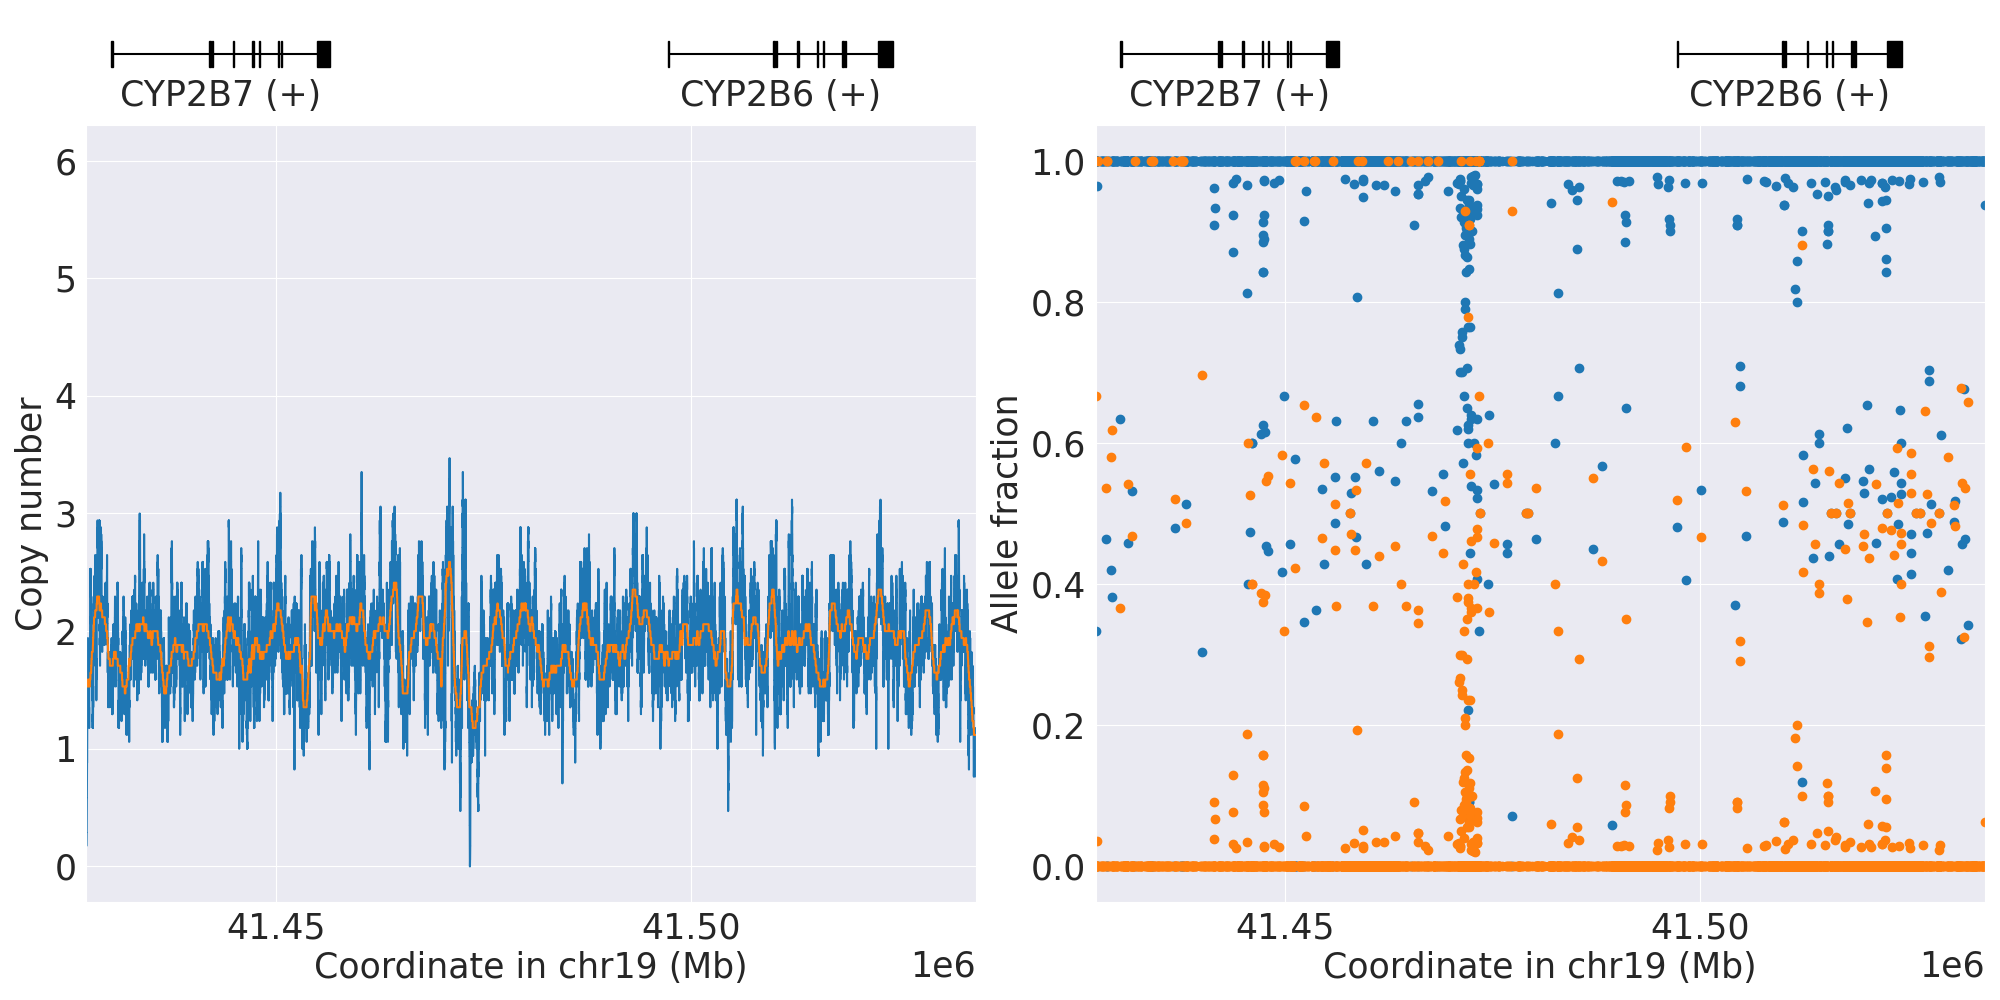 CYP2B7 (+)
CYP2B6 (+)
CYP2B7 (+)
CYP2B6 (+)
6
5
4
3
2
1
0
Copy number
41.45
41.50
Coordinate in chr19 (Mb)
1e6
1.0
0.8
0.6
0.4
0.2
0.0
Allele fraction
41.45
41.50
Coordinate in chr19 (Mb)
1e6